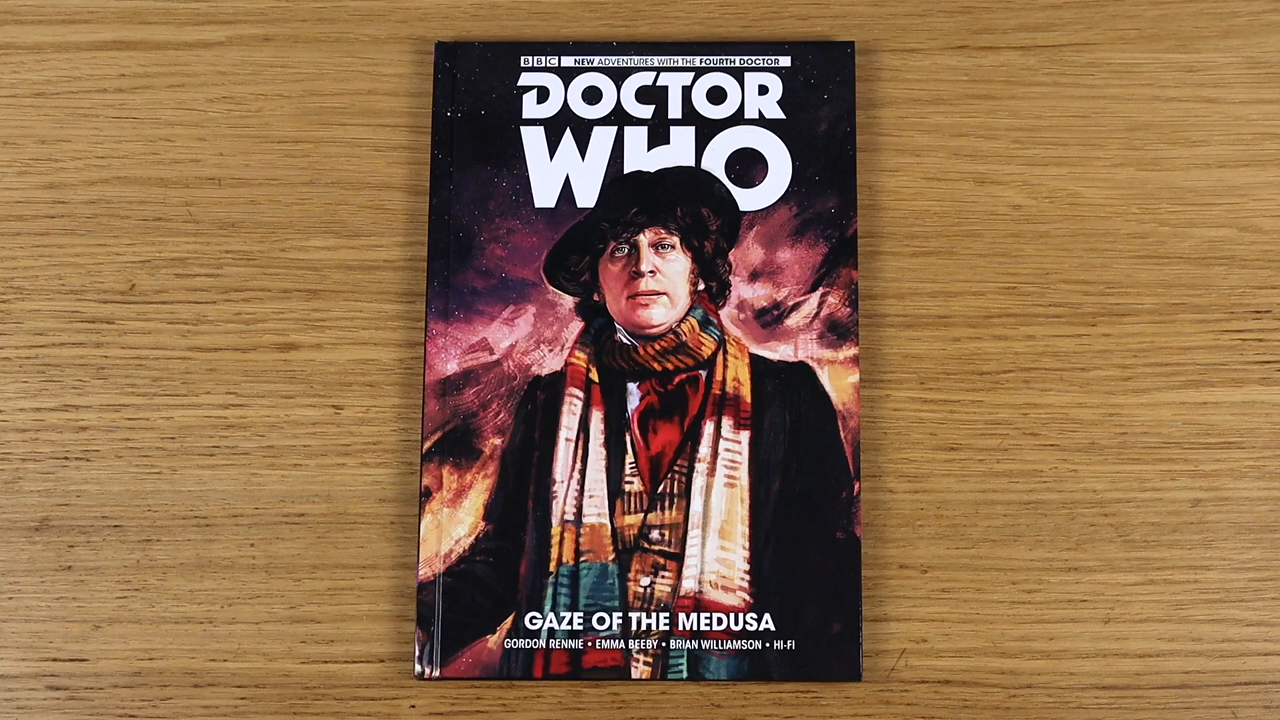 BBC NEW ADVENTURES WITH THE FOURTH DOCTOR
DOCTOR
WHO
GAZE OF THE MEDUSA
GORDON RENNIE • EMMA BEEBY • BRIAN WILLIAMSON • HI-FI